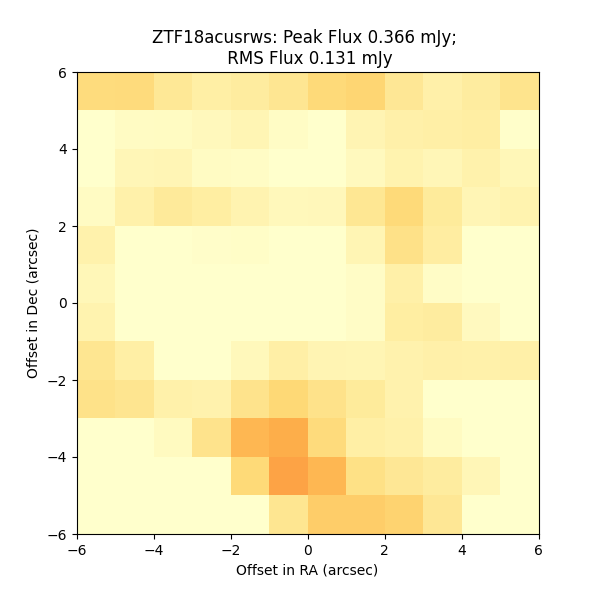 ZTF18acusrws: Peak Flux 0.366 mJy;
RMS Flux 0.131 mJy
6
4
2
0
−2
−4
−6
Offset in Dec (arcsec)
−6 −4 −2 0 2 4 6
Offset in RA (arcsec)